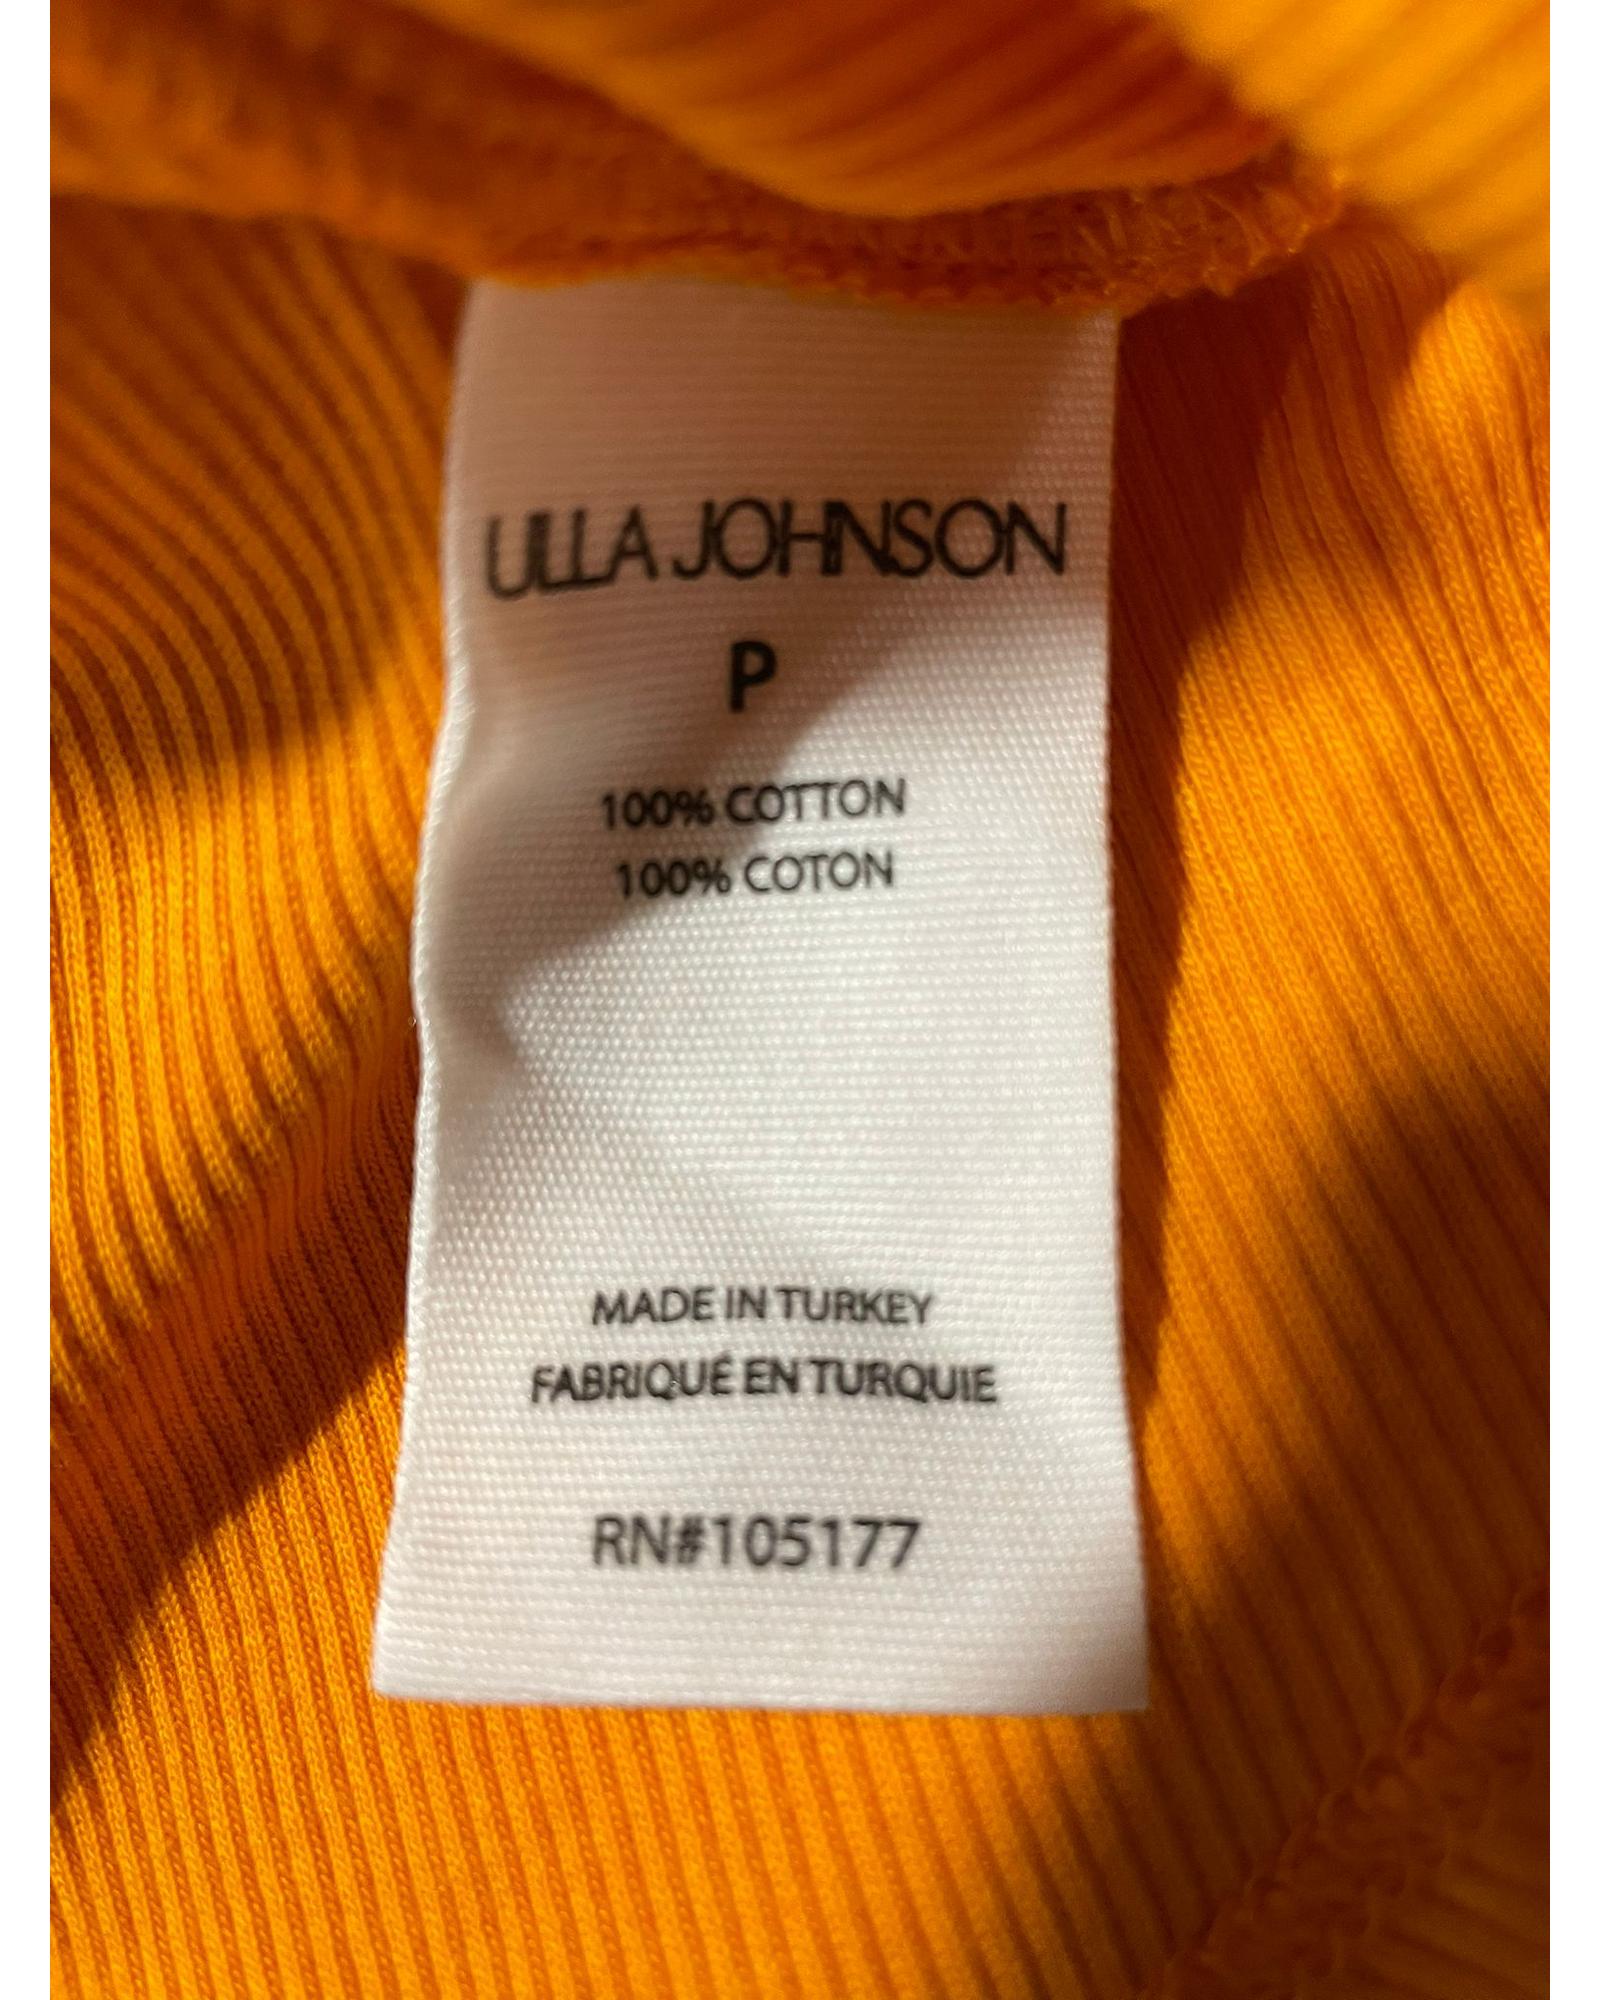 ULLA JOHNSON
P
100% COTTON
100% COTON
MADE IN TURKEY
FABRIQUÉ EN TURQUIE
RN#105177